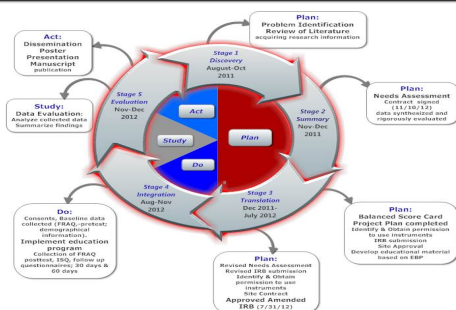 Plan:
Problem Identification
Review of Literature
acquiring research information
Act:
Dissemination
Poster
Presentation
Manuscript
publication
Stage 1
Discovery
August-Oct
2011
Stage 5
Evaluation
Nov-Dec
2012
Act
Study
Do
Plan
Stage 2
Summary
Nov-Dec
2011
Plan:
Needs Assessment
Contract signed
(11/10/12)
data synthesized and
rigorously evaluated
Study:
Data Evaluation:
Analyze collected data
Summarize findings
Stage 4
Integration
Aug-Nov
2012
Stage 3
Translation
Dec 2011-
July 2012
Do:
Consents, Baseline data
collected (FRAQ,-pretest;
demographical
information).
Implement education
program
Collection of FRAQ
posttest, ISQ, follow up
questionnaires; 30 days &
60 days
Plan:
Balanced Score Card
Project Plan completed
Identify & Obtain permission
to use instruments
IRB submission
Site Approval
Develop educational material
based on EBP
Plan:
Revised Needs Assessment
Revised IRB submission
Identify & Obtain
permission to use
instruments
Site Contract
Approved Amended
IRB (7/31/12)